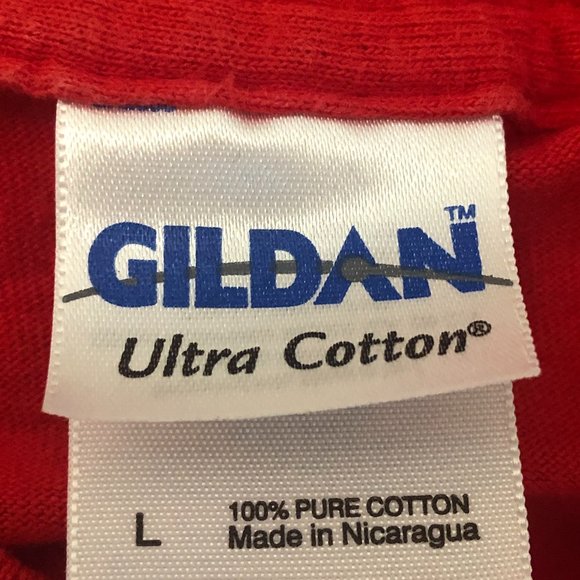 GILDAN™
Ultra Cotton®
L
100% PURE COTTON
Made in Nicaragua